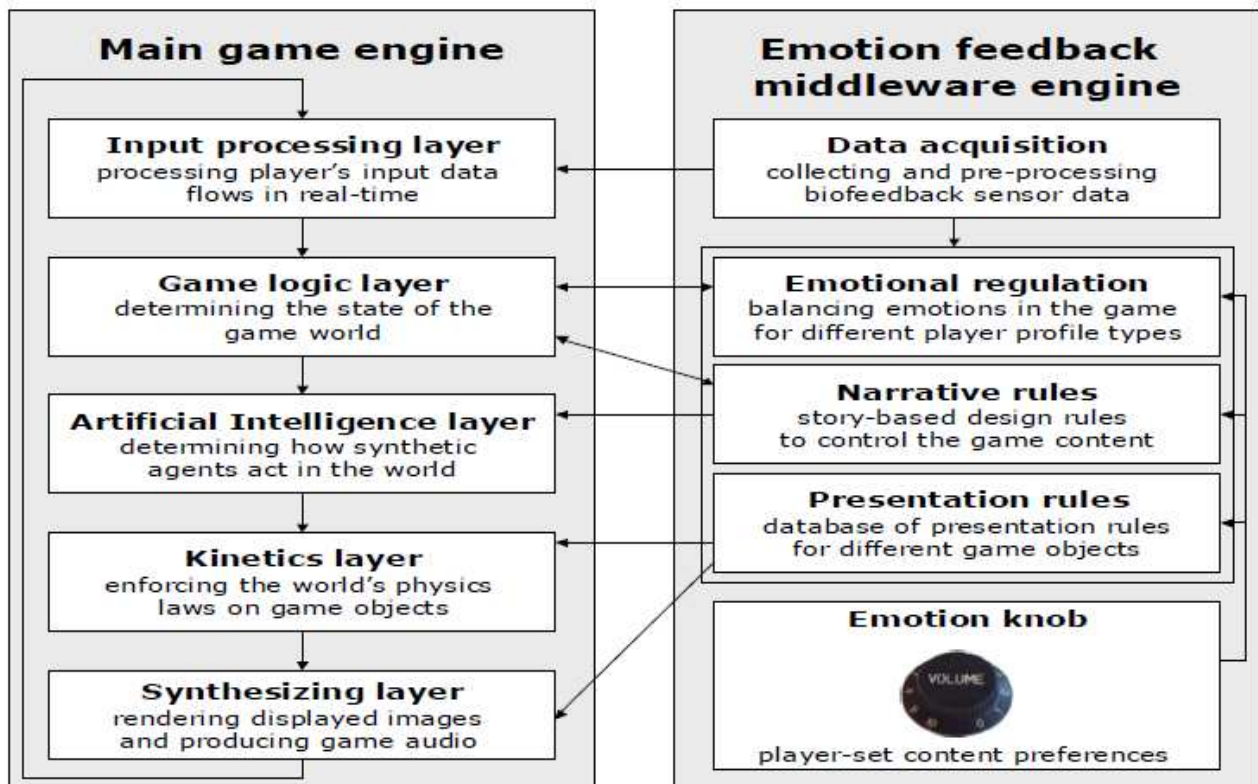 Main game engine
Input processing layer
processing player's input data
flows in real-time
Game logic layer
determining the state of the
game world
Artificial Intelligence layer
determining how synthetic
agents act in the world
Kinetics layer
enforcing the world's physics
laws on game objects
Synthesizing layer
rendering displayed images
and producing game audio
Emotion feedback
middleware engine
Data acquisition
collecting and pre-processing
biofeedback sensor data
Emotional regulation
balancing emotions in the game
for different player profile types
Narrative rules
story-based design rules
to control the game content
Presentation rules
database of presentation rules
for different game objects
Emotion knob
VOLUME
player-set content preferences